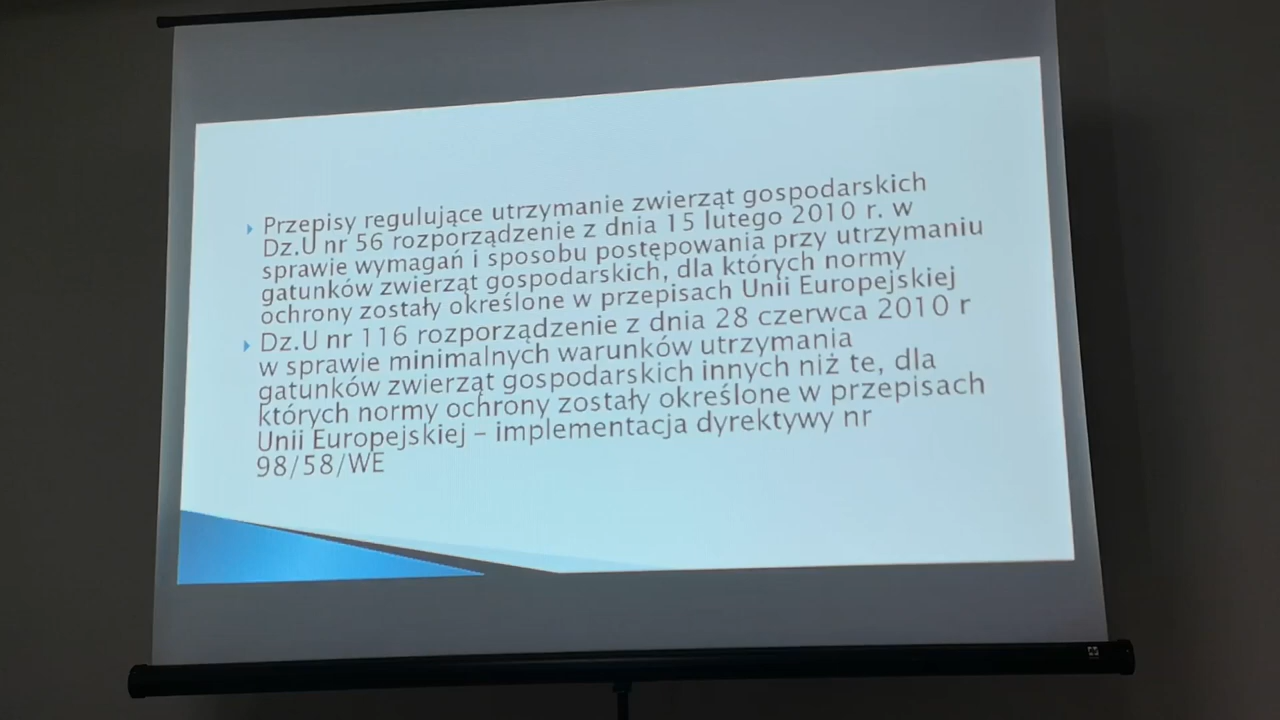 Przepisy regulujące utrzymanie zwierząt gospodarskich
Dz.U nr 56 rozporządzenie z dnia 15 lutego 2010 r. w
sprawie wymagań i sposobu postępowania przy utrzymaniu
gatunków zwierząt gospodarskich, dla których normy
ochrony zostały określone w przepisach Unii Europejskiej
Dz.U nr 116 rozporządzenie z dnia 28 czerwca 2010 r
w sprawie minimalnych warunków utrzymania
gatunków zwierząt gospodarskich innych niż te, dla
których normy ochrony zostały określone w przepisach
Unii Europejskiej – implementacja dyrektywy nr
98/58/WE